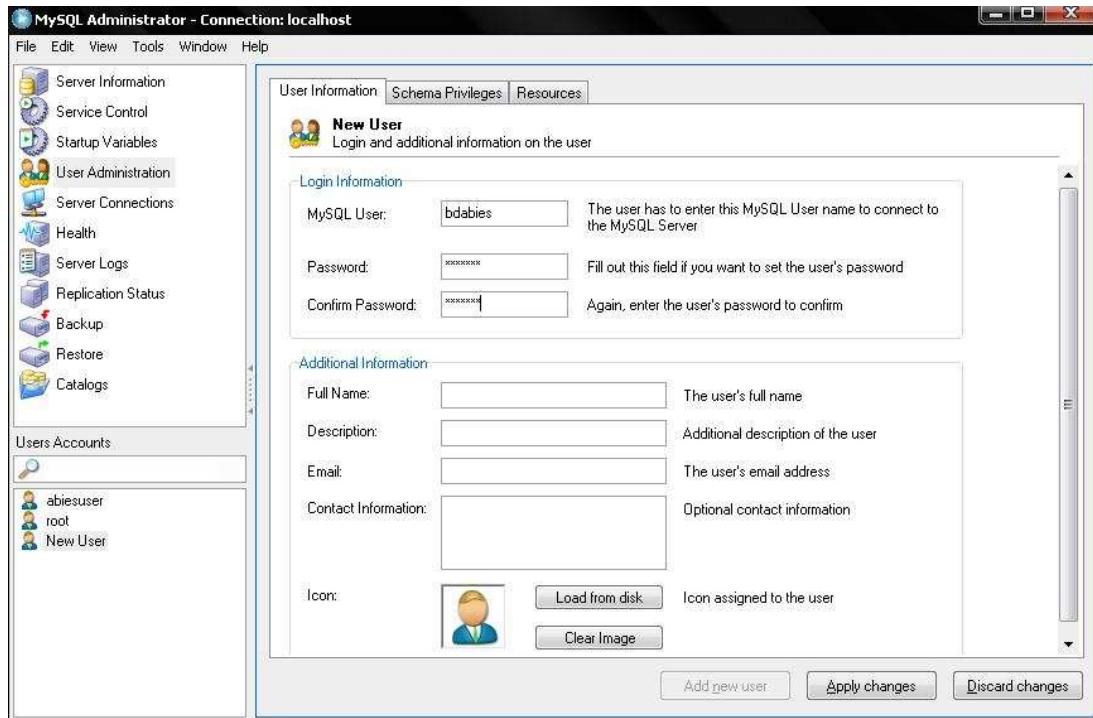 MySQL Administrator - Connection: localhost
File Edit View Tools Window Help
Server Information
Service Control
Startup Variables
User Administration
Server Connections
Health
Server Logs
Replication Status
Backup
Restore
Catalogs
Users Accounts
abiesuser
root
New User
User Information Schema Privileges Resources
New User
Login and additional information on the user
Login Information
MySQL User: bdabies The user has to enter this MySQL User name to connect to
the MySQL Server
Password: ******* Fill out this field if you want to set the user's password
Confirm Password: ******* Again, enter the user's password to confirm
Additional Information
Full Name: The user's full name
Description: Additional description of the user
Email: The user's email address
Contact Information: Optional contact information
Icon: Load from disk Icon assigned to the user
Clear Image
Add new user Apply changes Discard changes